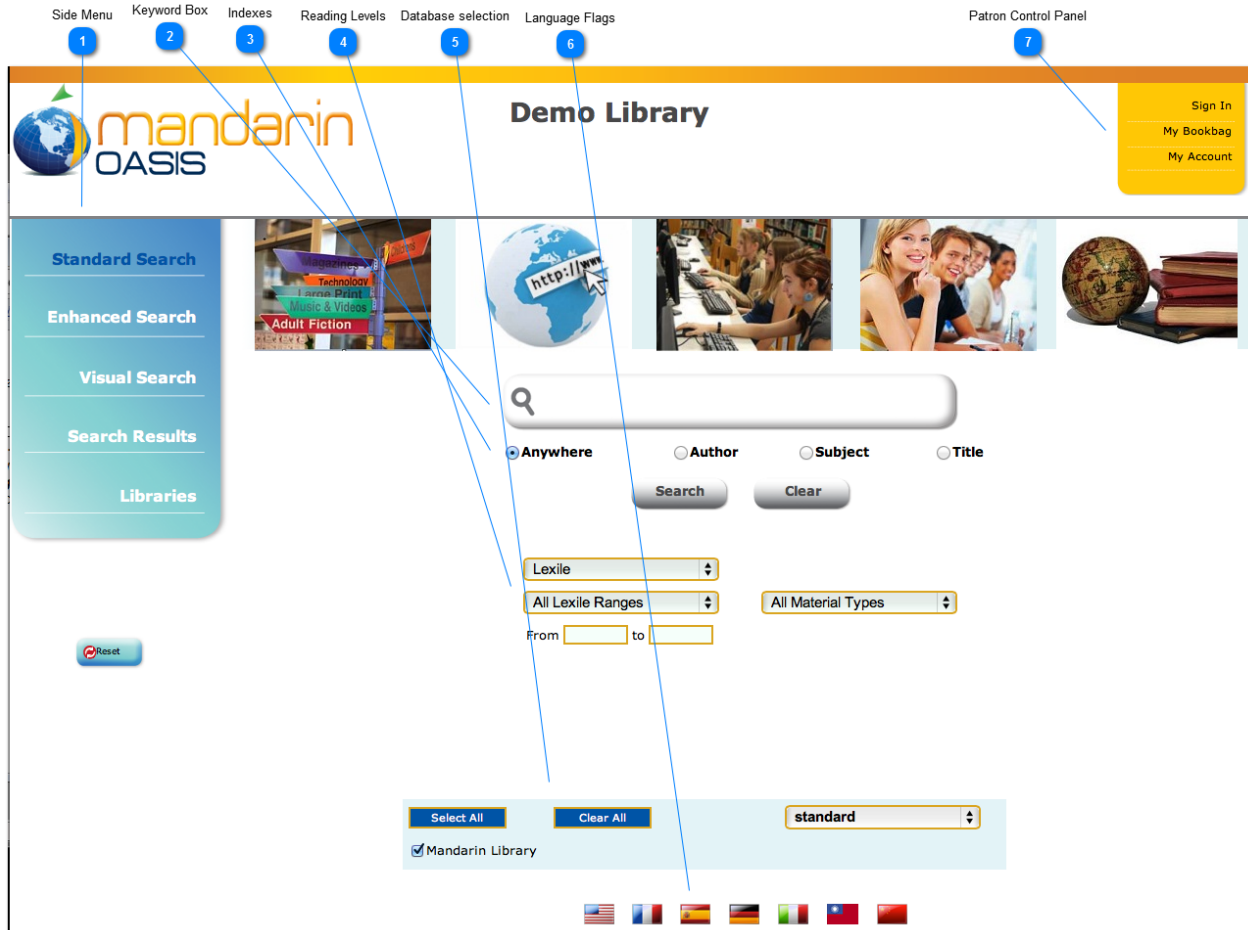 Side Menu
Keyword Box
Indexes
Reading Levels
Database selection
Language Flags
Patron Control Panel
1
2
3
4
5
6
7
mandarin
OASIS
Demo Library
Sign In
My Bookbag
My Account
Standard Search
Enhanced Search
Visual Search
Search Results
Libraries
Magazines
Children
Technology
Large Print
Music & Videos
Adult Fiction
http://www.
Anywhere
Author
Subject
Title
Search
Clear
Lexile
All Lexile Ranges
All Material Types
From
to
Reset
Select All
Clear All
standard
Mandarin Library